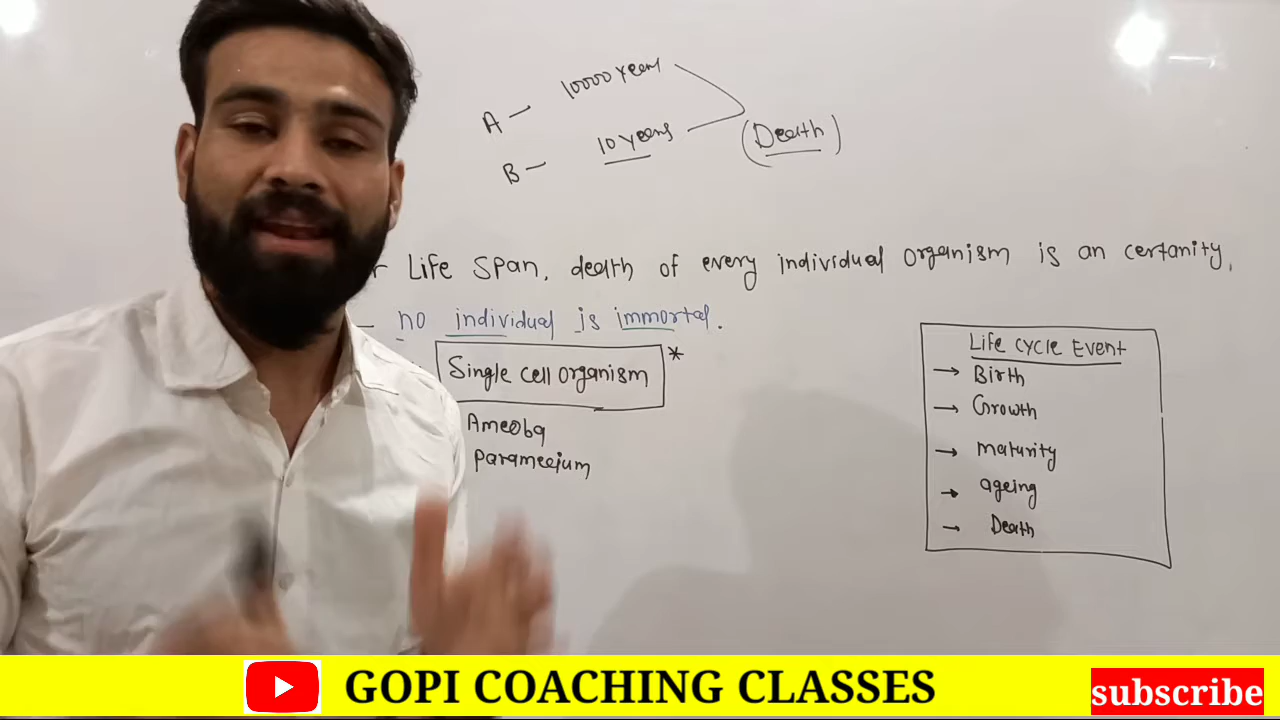 A - 10000 Years
B - 10 Years
(Death)
Life Span, death of every individual organism is an certanity,
- no individual is immortal.
Single cell organism *
Ameoba
parameejum
Life Cycle Event
→ Birth
→ Growth
→ maturity
→ ageing
→ Death
GOPI COACHING CLASSES
subscribe